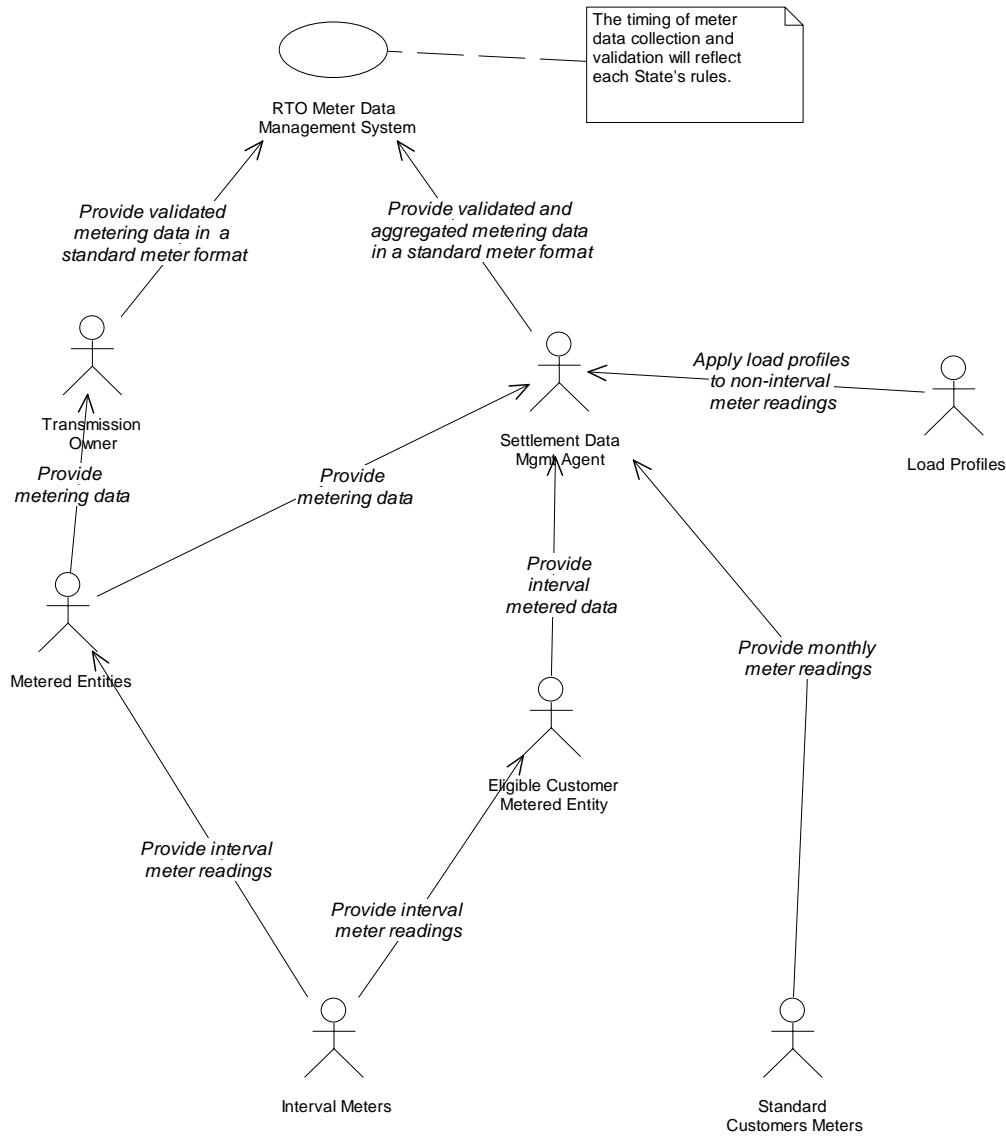 The timing of meter
data collection and
validation will reflect
each State's rules.
RTO Meter Data
Management System
Provide validated
metering data in a
standard meter format
Provide validated and
aggregated metering data
in a standard meter format
Apply load profiles
to non-interval
meter readings
Transmission
Owner
Settlement Data
Mgmt Agent
Load Profiles
Provide
metering data
Provide
metering data
Provide
interval
metered data
Provide monthly
meter readings
Metered Entities
Eligible Customer
Metered Entity
Provide interval
meter readings
Provide interval
meter readings
Interval Meters
Standard
Customers Meters